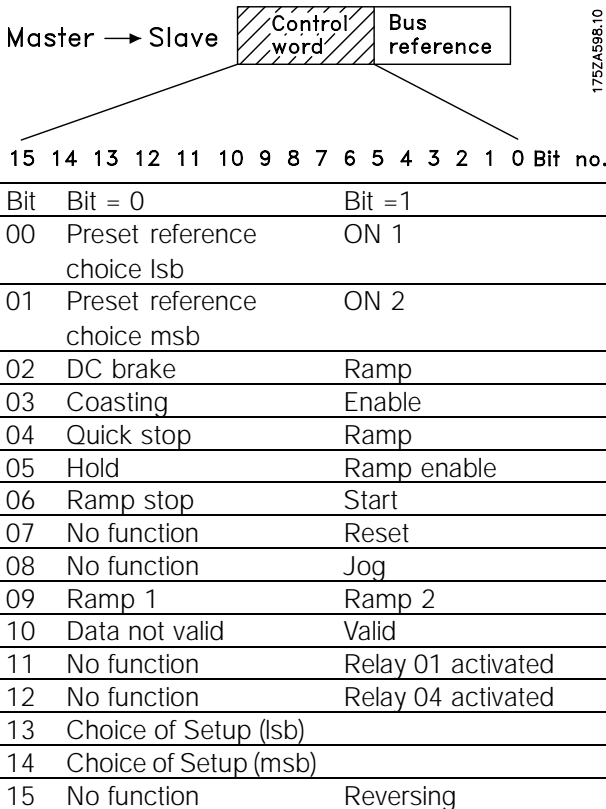 Master → Slave
Control word
Bus reference
175ZA598.10
15 14 13 12 11 10 9 8 7 6 5 4 3 2 1 0 Bit no.
Bit Bit = 0 Bit =1
00 Preset reference ON 1
choice lsb
01 Preset reference ON 2
choice msb
02 DC brake Ramp
03 Coasting Enable
04 Quick stop Ramp
05 Hold Ramp enable
06 Ramp stop Start
07 No function Reset
08 No function Jog
09 Ramp 1 Ramp 2
10 Data not valid Valid
11 No function Relay 01 activated
12 No function Relay 04 activated
13 Choice of Setup (lsb)
14 Choice of Setup (msb)
15 No function Reversing